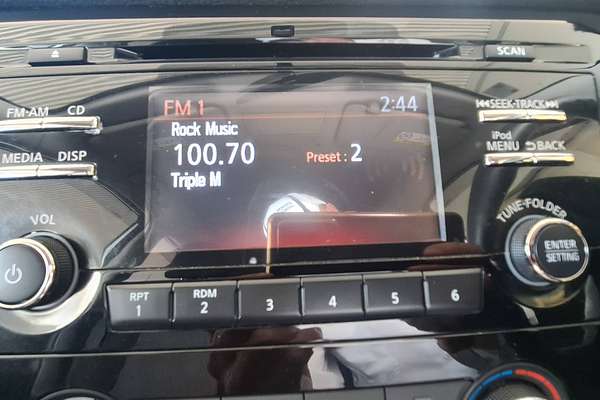 SCAN
FM·AM CD
FM 1 2:44
SEEK·TRACK
Rock Music
iPod
MEDIA DISP
100.70 Preset : 2
MENU BACK
Triple M
TUNE·FOLDER
VOL
ENTER
SETTING
RPT
1
RDM
2
3
4
5
6